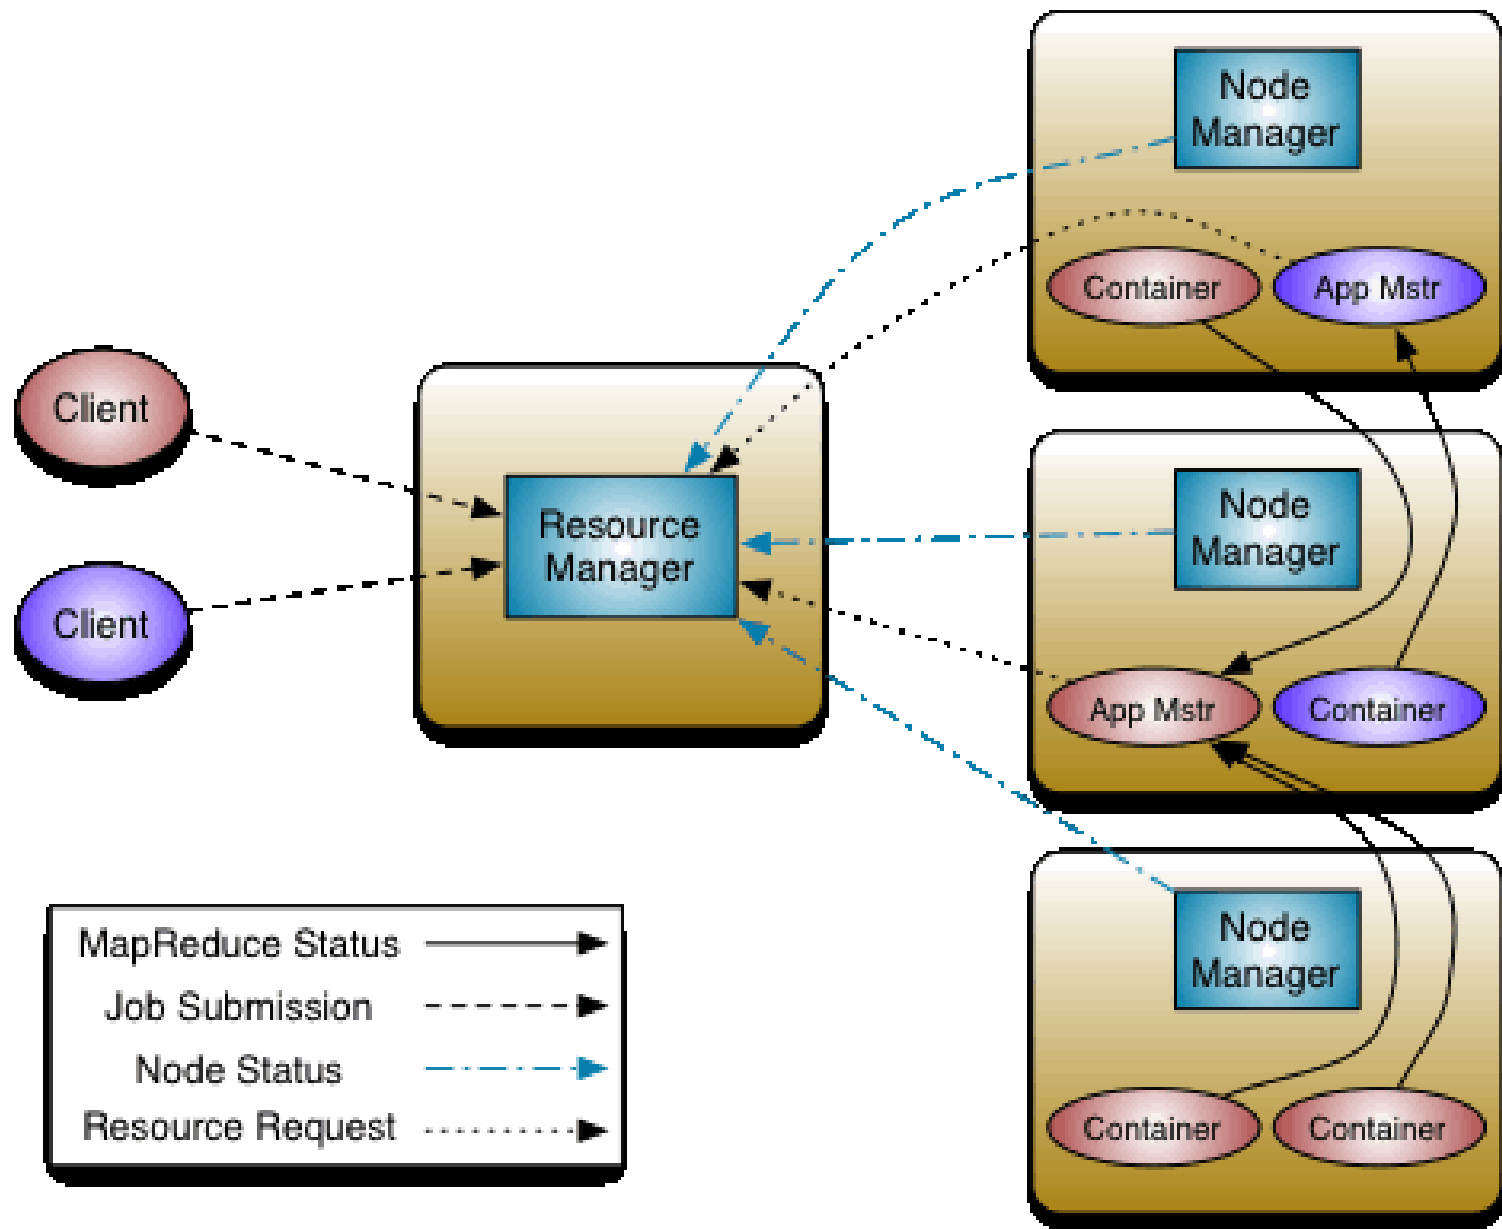 Node
Manager
Container
App Mstr
Client
Client
Resource
Manager
Node
Manager
App Mstr
Container
Node
Manager
Container
Container
MapReduce Status
Job Submission
Node Status
Resource Request